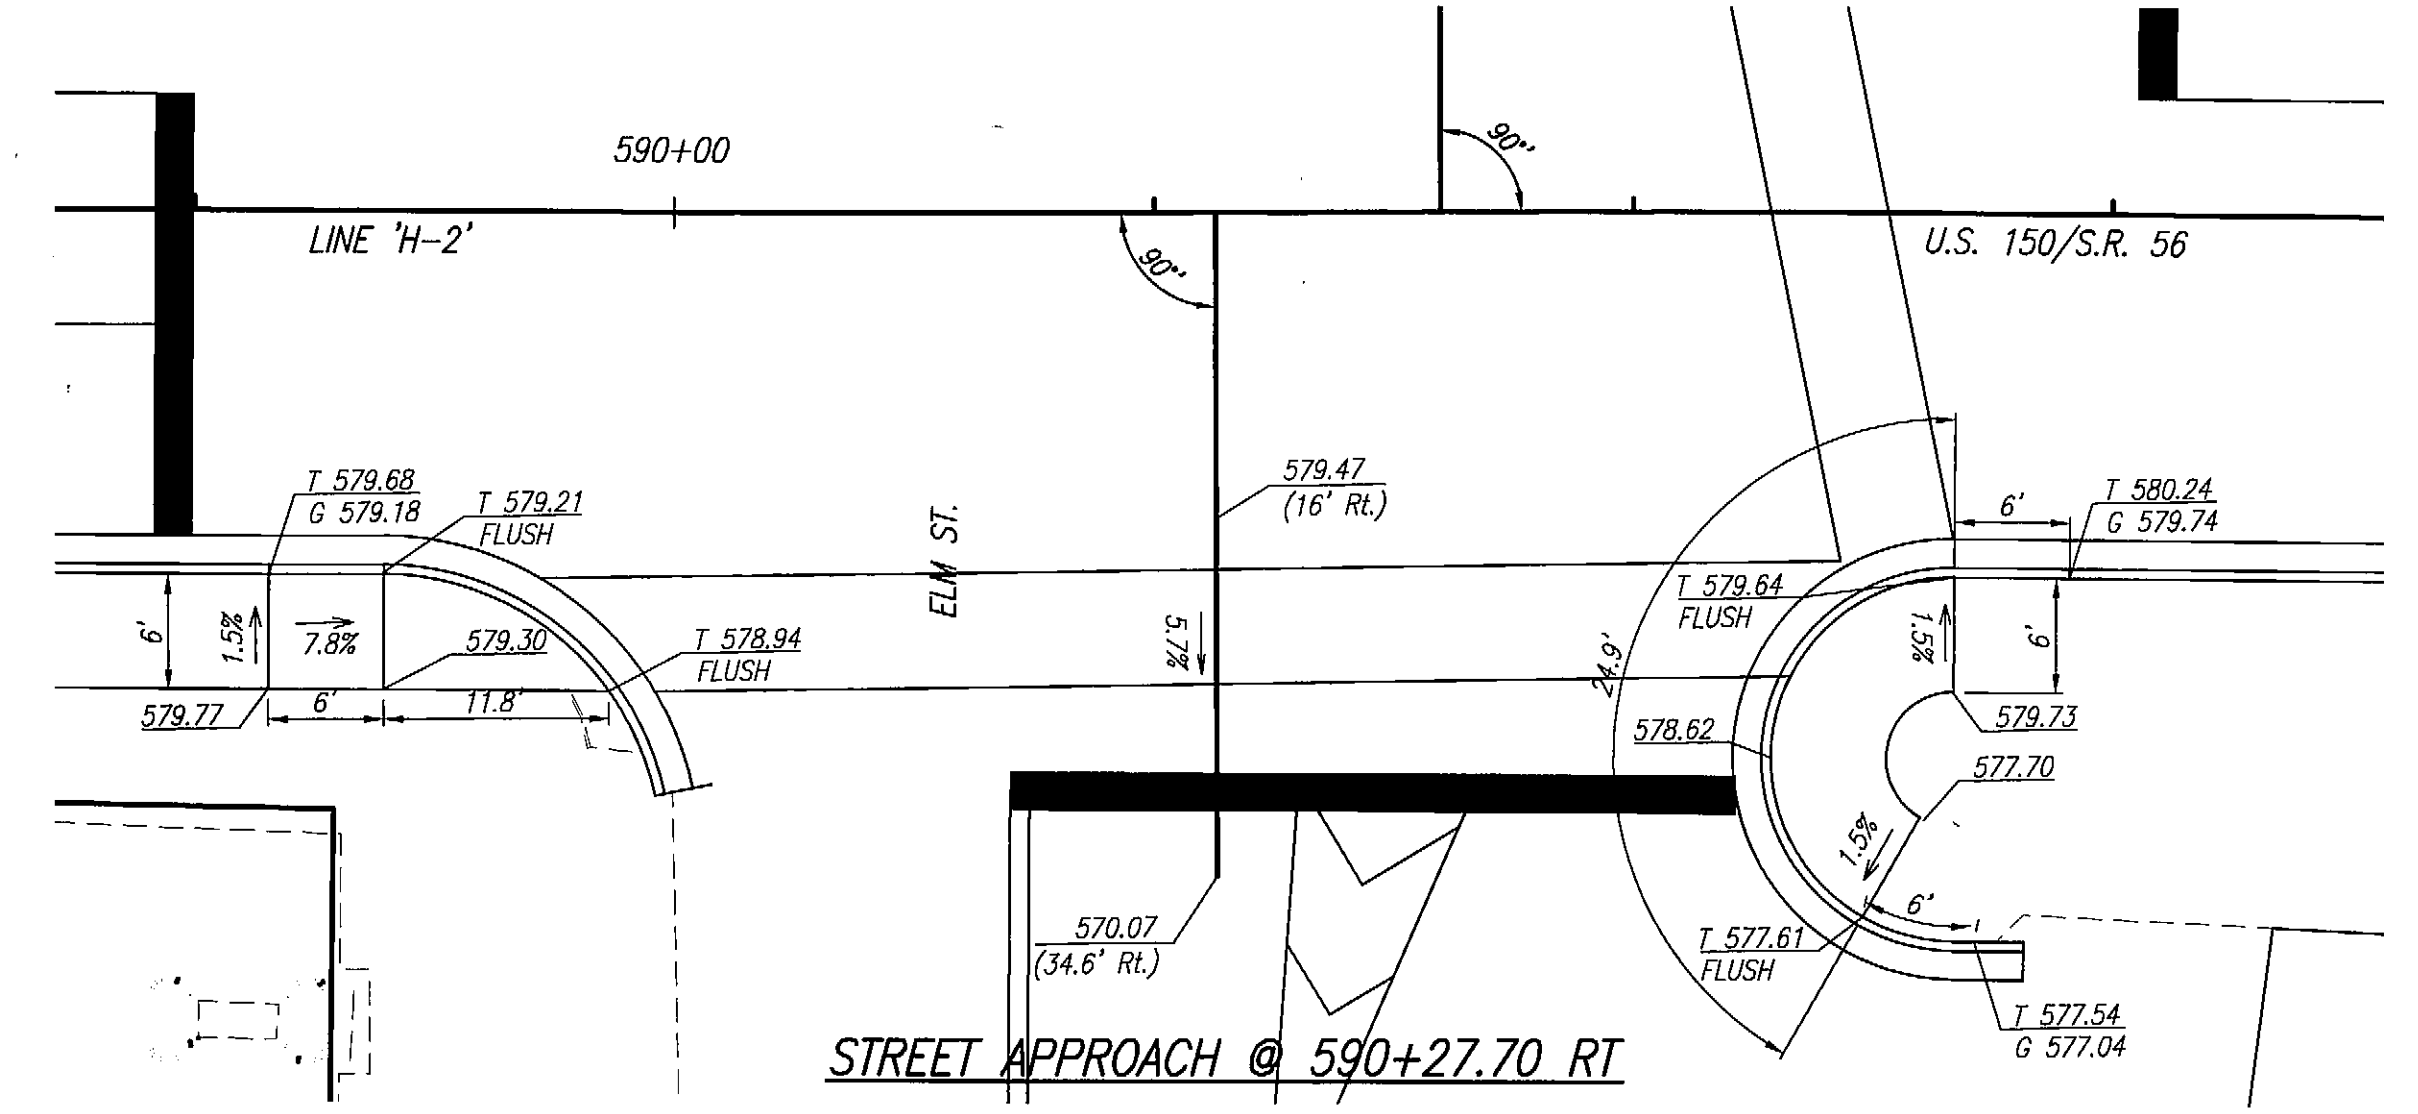 590+00
90°'
LINE 'H-2'
U.S. 150/S.R. 56
90°'
T 579.68
G 579.18
T 579.21
FLUSH
ELM ST.
579.47
(16' Rt.)
6'
T 580.24
G 579.74
T 579.64
FLUSH
6'
1.5%
7.8%
579.30
T 578.94
FLUSH
5.7%
24.9'
1.5%
6'
579.77
6'
11.8'
578.62
579.73
577.70
1.5%
6'
570.07
(34.6' Rt.)
T 577.61
FLUSH
T 577.54
G 577.04
STREET APPROACH @ 590+27.70 RT